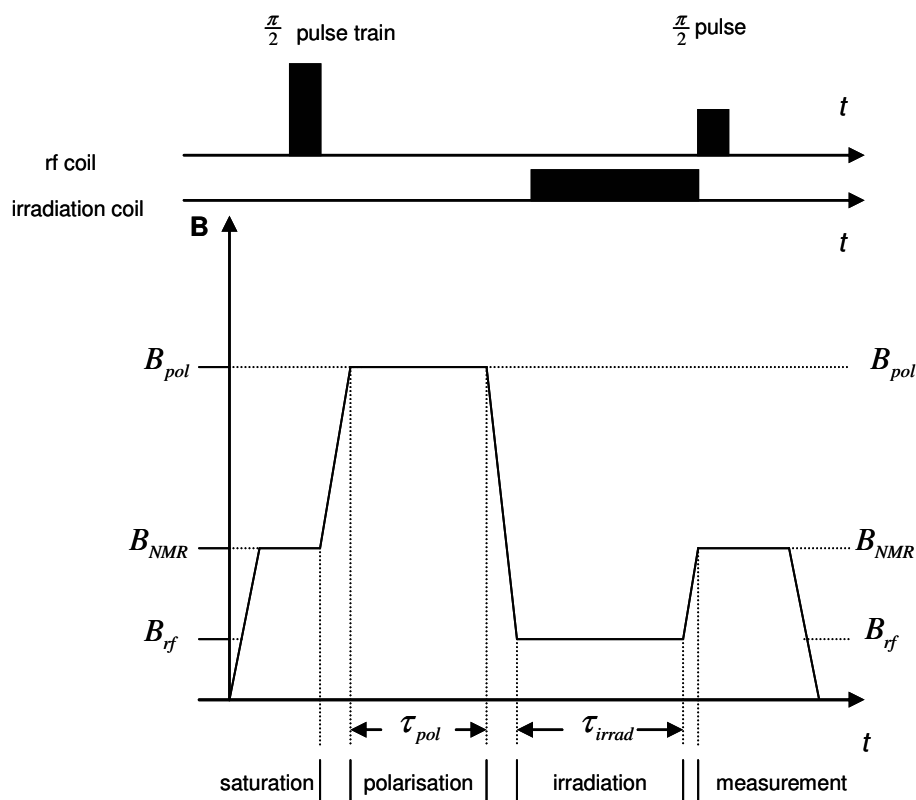 π/2 pulse train
π/2 pulse
t
rf coil
irradiation coil
t
B
B_pol
B_pol
B_NMR
B_NMR
B_rf
B_rf
τ_pol
τ_irrad
t
saturation
polarisation
irradiation
measurement